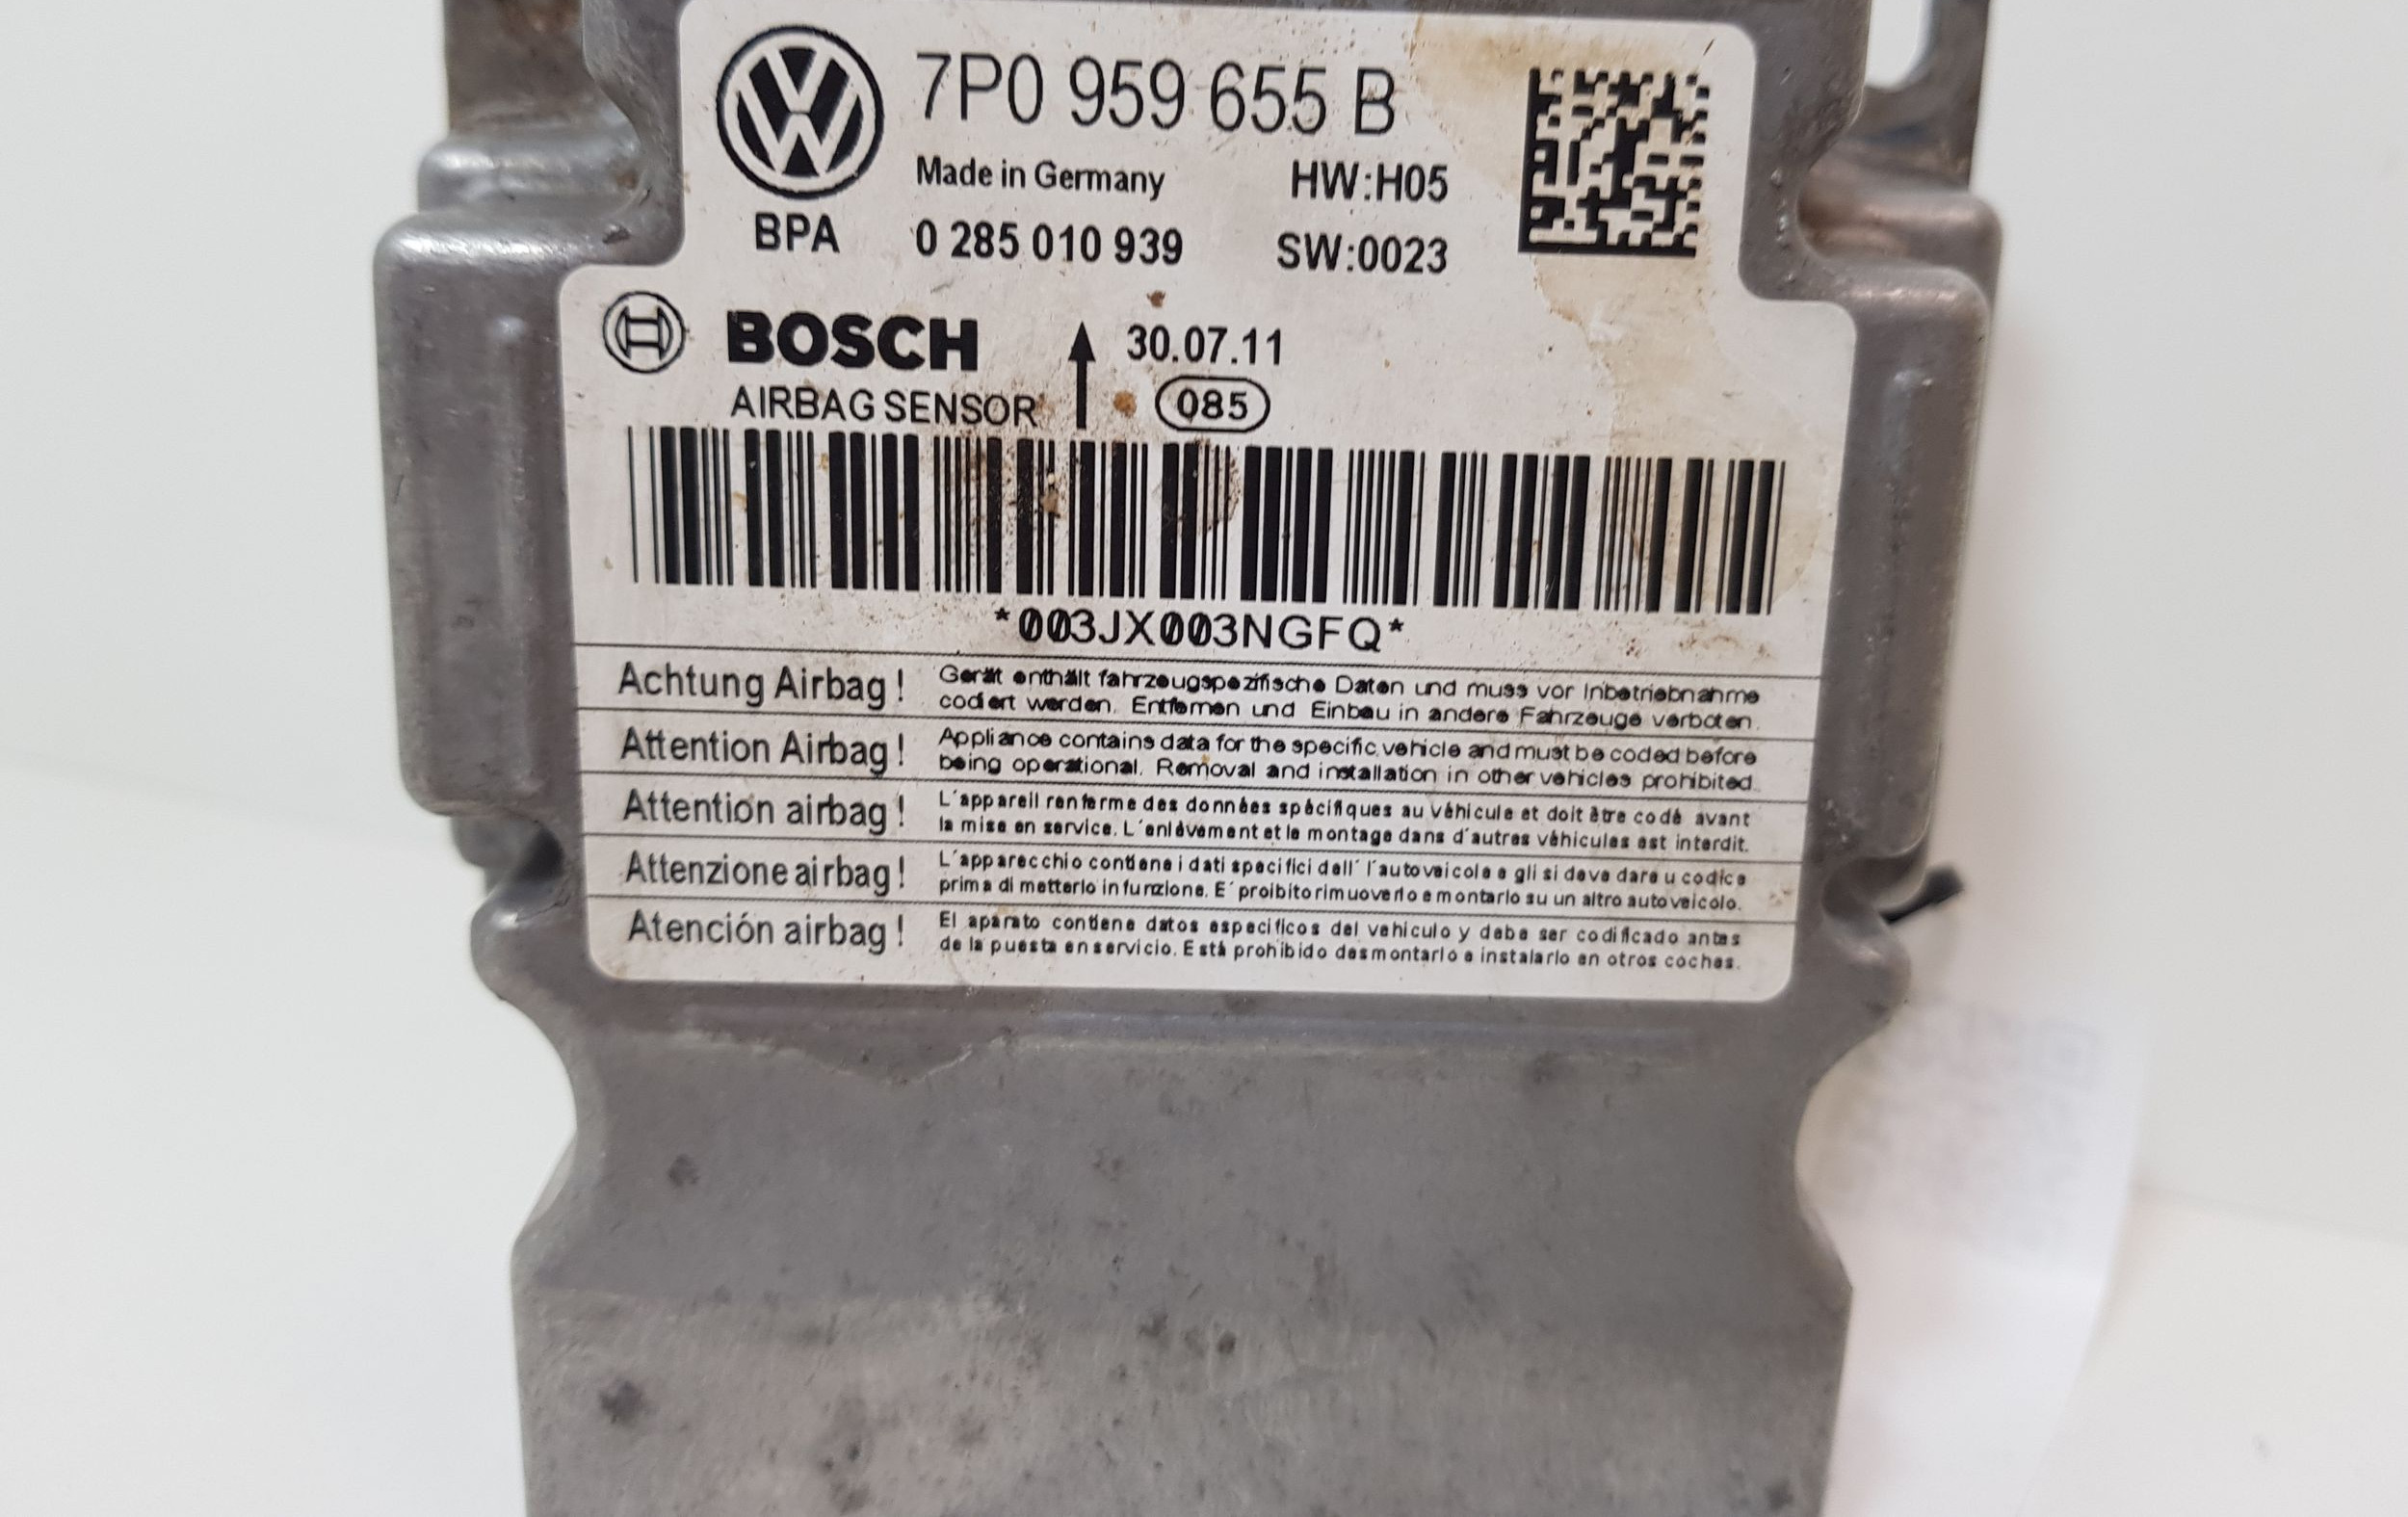 7P0 959 655 B
Made in Germany HW:H05
BPA 0 285 010 939 SW:0023
BOSCH 30.07.11
AIRBAG SENSOR 085
*003JX003NGFQ*
Achtung Airbag! Gerät enthält fahrzeugspezifische Daten und muss vor Inbetriebnahme
codiert werden. Entfernen und Einbau in andere Fahrzeuge verboten.
Attention Airbag! Appliance contains data for the specific vehicle and must be coded before
being operational. Removal and installation in other vehicles prohibited.
Attention airbag! L´appareil renferme des données spécifiques au véhicule et doit être codé avant
la mise en service. L´enlèvement et le montage dans d´autres véhicules est interdit.
Attenzione airbag! L´apparecchio contiene i dati specifici dell´ l´autoveicolo e gli si deve dare u codice
prima di metterlo in funzione. E´ proibito rimuoverlo e montarlo su un altro autoveicolo.
Atención airbag! El aparato contiene datos especificos del vehiculo y debe ser codificado antes
de la puesta en servicio. Está prohibido desmontarlo e instalarlo en otros coches.